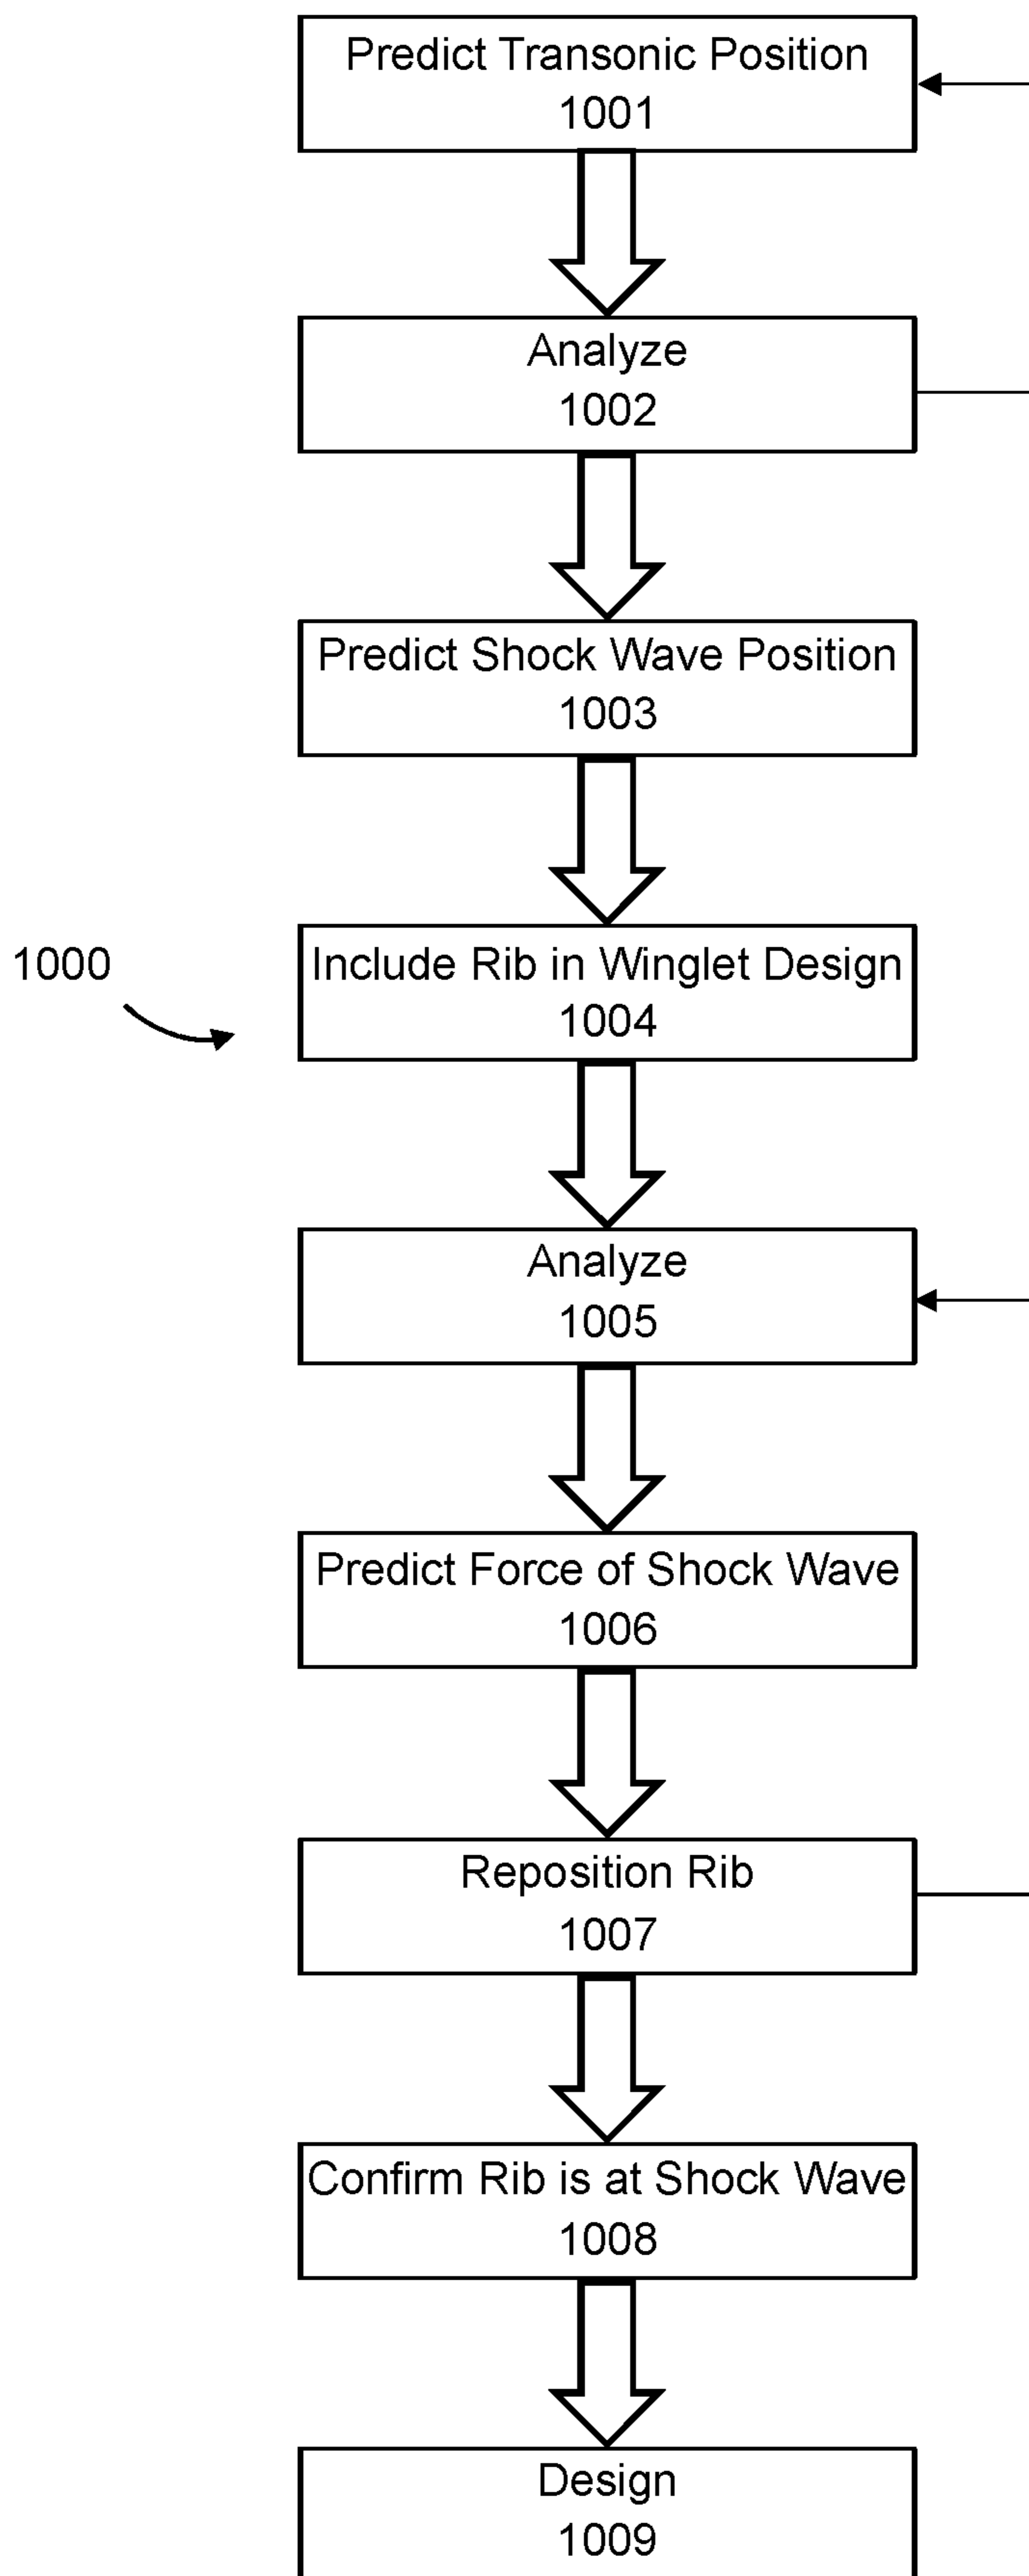 Predict Transonic Position
1001
Analyze
1002
Predict Shock Wave Position
1003
1000
Include Rib in Winglet Design
1004
Analyze
1005
Predict Force of Shock Wave
1006
Reposition Rib
1007
Confirm Rib is at Shock Wave
1008
Design
1009